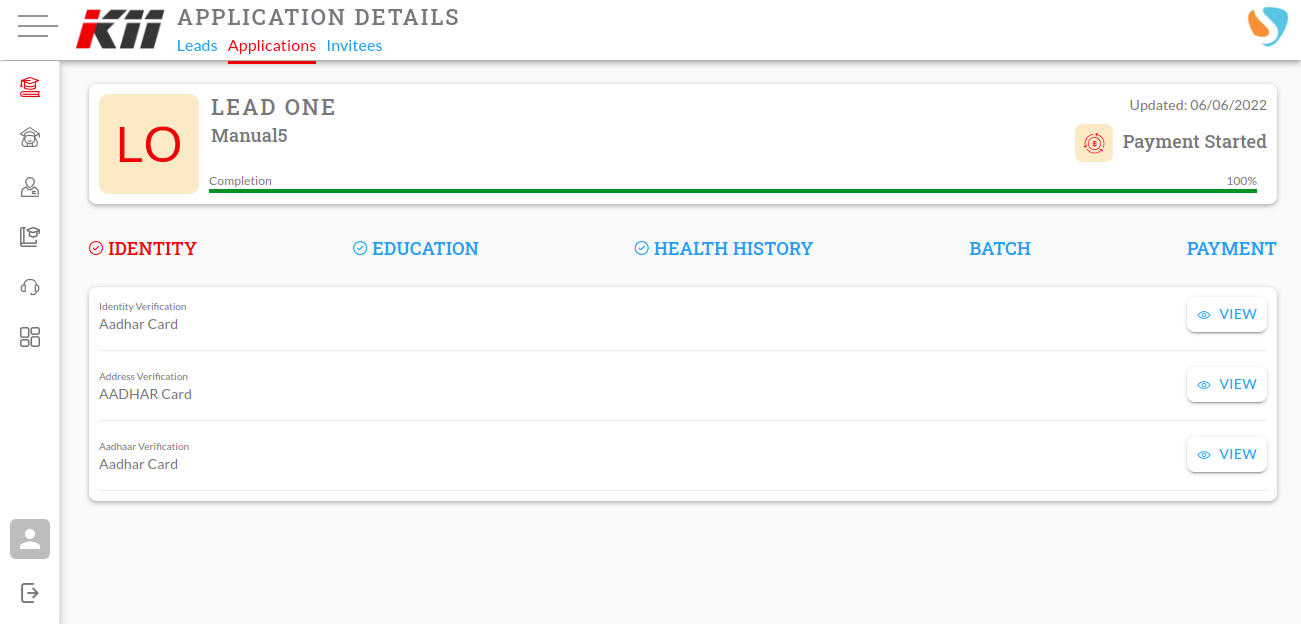 KII
APPLICATION DETAILS
Leads Applications Invitees
LO
LEAD ONE
Manual5
Updated: 06/06/2022
Payment Started
Completion 100%
IDENTITY EDUCATION HEALTH HISTORY BATCH PAYMENT
Identity Verification
Aadhar Card
VIEW
Address Verification
AADHAR Card
VIEW
Aadhaar Verification
Aadhar Card
VIEW